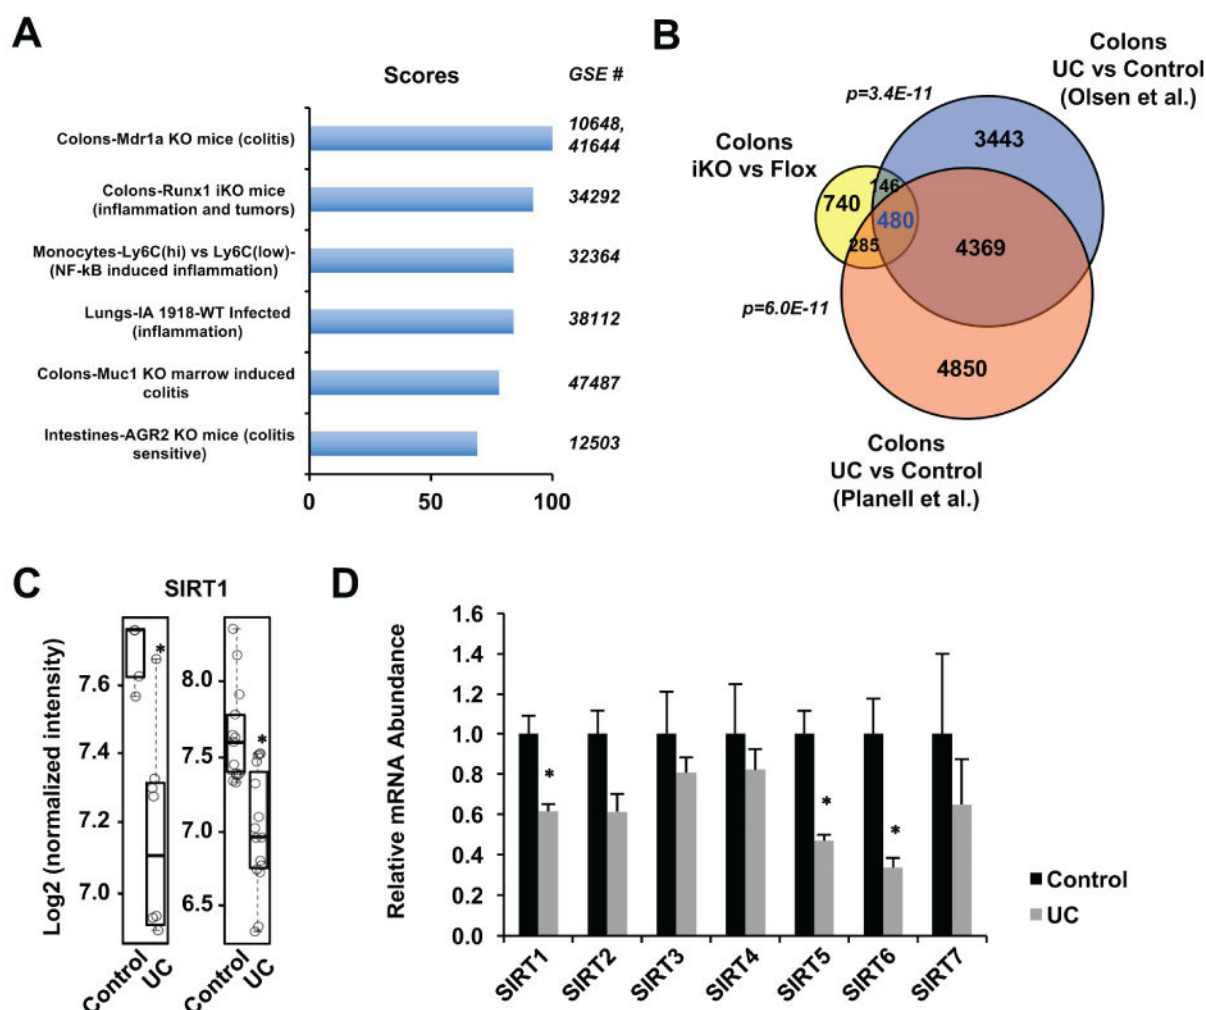 A
Scores
GSE #
Colons-Mdr1a KO mice (colitis)
10648,
41644
Colons-Runx1 iKO mice
(inflammation and tumors)
34292
Monocytes-Ly6C(hi) vs Ly6C(low)-
(NF-kB induced inflammation)
32364
Lungs-IA 1918-WT Infected
(inflammation)
38112
Colons-Muc1 KO marrow induced
colitis
47487
Intestines-AGR2 KO mice (colitis
sensitive)
12503
0 50 100
B
Colons
UC vs Control
(Olsen et al.)
p=3.4E-11
Colons
iKO vs Flox
3443
146
740
480
285
4369
p=6.0E-11
4850
Colons
UC vs Control
(Planell et al.)
C
SIRT1
Log2 (normalized intensity)
7.6
7.4
7.2
7.0
*
8.0
7.5
7.0
6.5
*
Control
UC
Control
UC
D
Relative mRNA Abundance
1.6
1.4
1.2
1.0
0.8
0.6
0.4
0.2
0.0
*
*
*
SIRT1
SIRT2
SIRT3
SIRT4
SIRT5
SIRT6
SIRT7
Control
UC